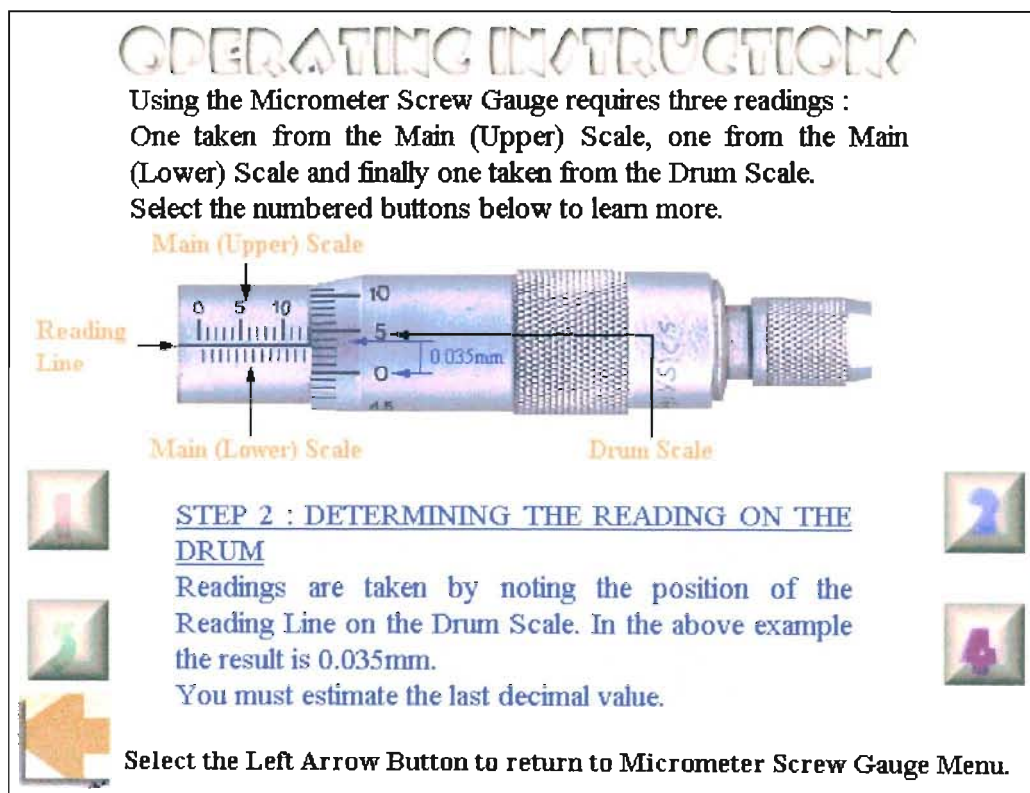 OPERATING INSTRUCTIONS
Using the Micrometer Screw Gauge requires three readings :
One taken from the Main (Upper) Scale, one from the Main
(Lower) Scale and finally one taken from the Drum Scale.
Select the numbered buttons below to learn more.
Main (Upper) Scale
0 5 10
10
5
0
45
0.035mm
Reading
Line
Main (Lower) Scale
Drum Scale
1
2
3
4
STEP 2 : DETERMINING THE READING ON THE
DRUM
Readings are taken by noting the position of the
Reading Line on the Drum Scale. In the above example
the result is 0.035mm.
You must estimate the last decimal value.
Select the Left Arrow Button to return to Micrometer Screw Gauge Menu.